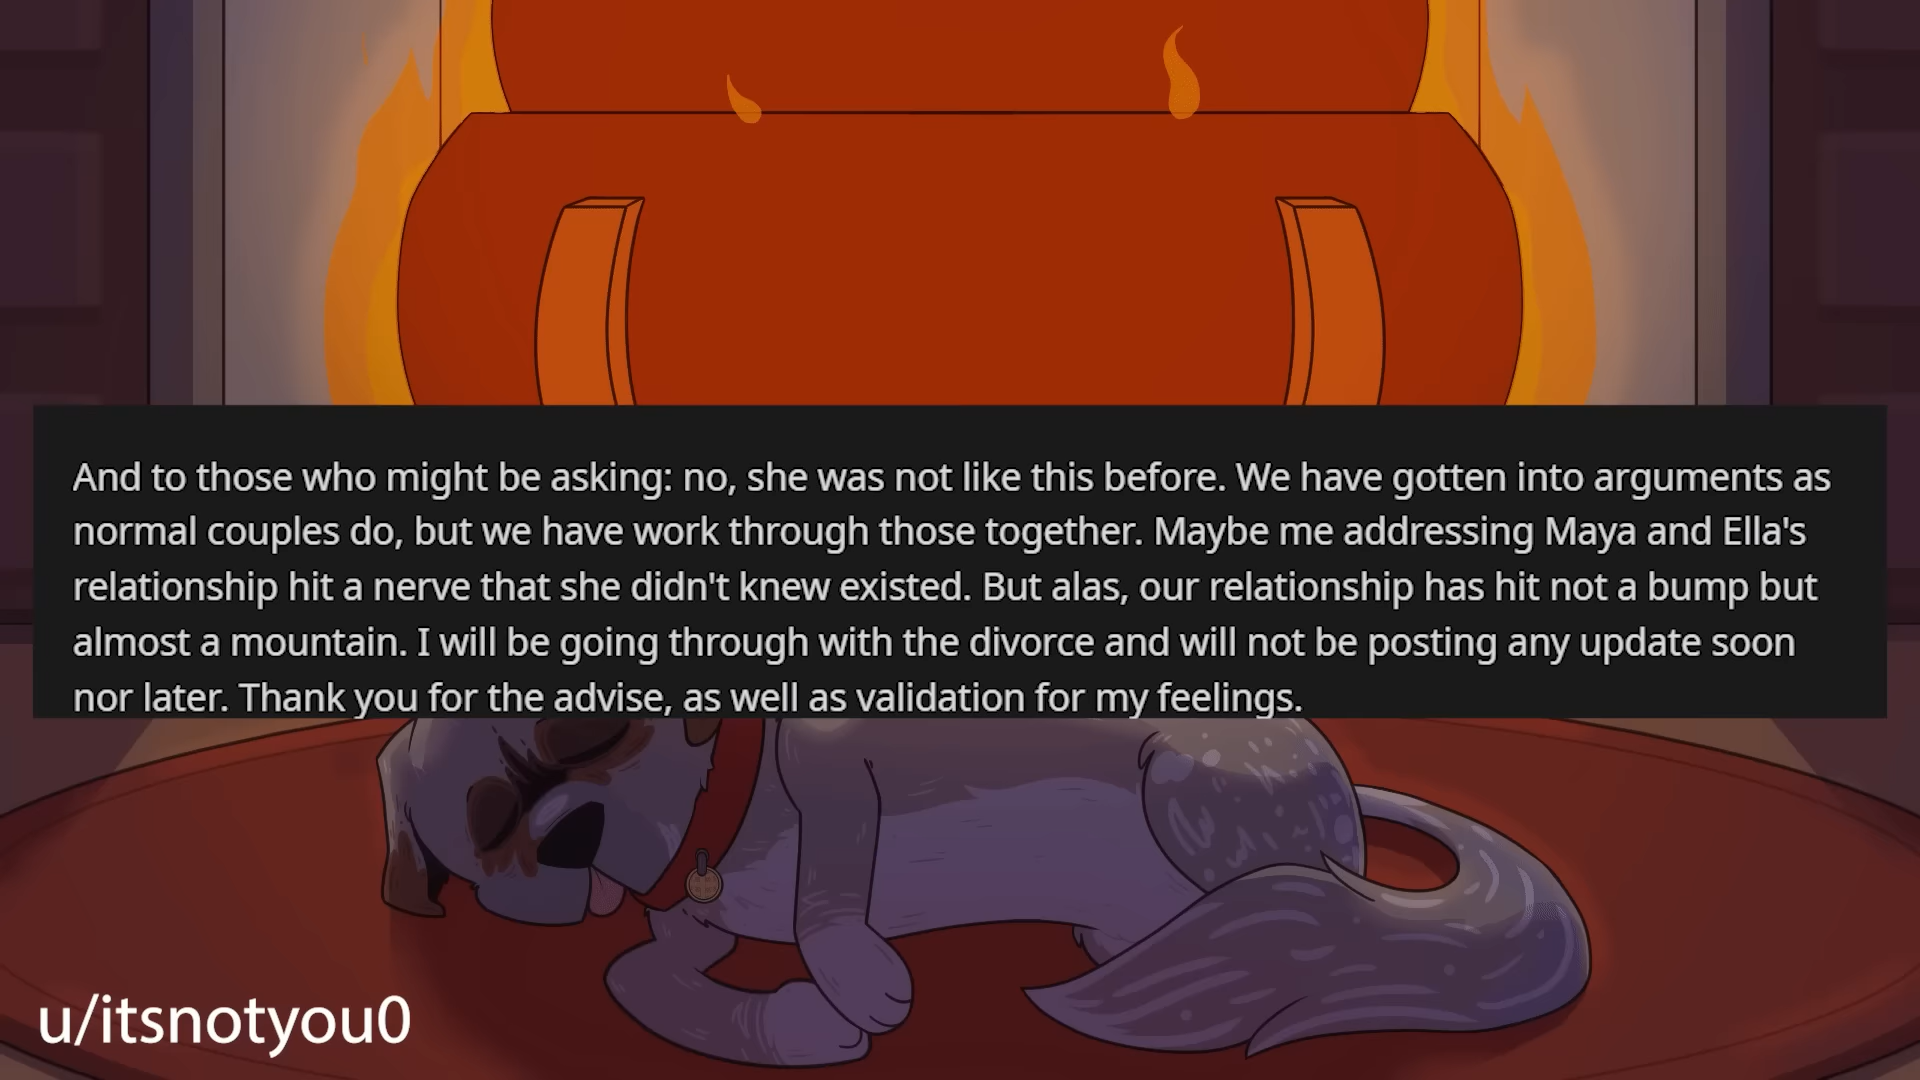 And to those who might be asking: no, she was not like this before. We have gotten into arguments as
normal couples do, but we have work through those together. Maybe me addressing Maya and Ella's
relationship hit a nerve that she didn't knew existed. But alas, our relationship has hit not a bump but
almost a mountain. I will be going through with the divorce and will not be posting any update soon
nor later. Thank you for the advise, as well as validation for my feelings.
u/itsnotyou0